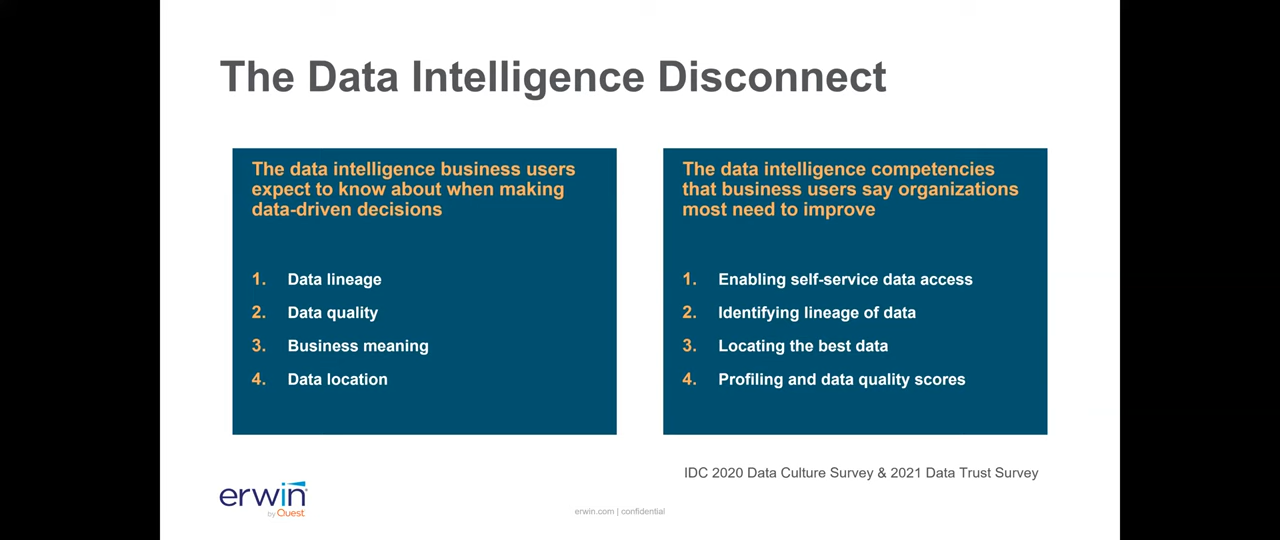 The Data Intelligence Disconnect
The data intelligence business users
expect to know about when making
data-driven decisions
1. Data lineage
2. Data quality
3. Business meaning
4. Data location
The data intelligence competencies
that business users say organizations
most need to improve
1. Enabling self-service data access
2. Identifying lineage of data
3. Locating the best data
4. Profiling and data quality scores
IDC 2020 Data Culture Survey & 2021 Data Trust Survey
erwin
by Quest
erwin.com | confidential